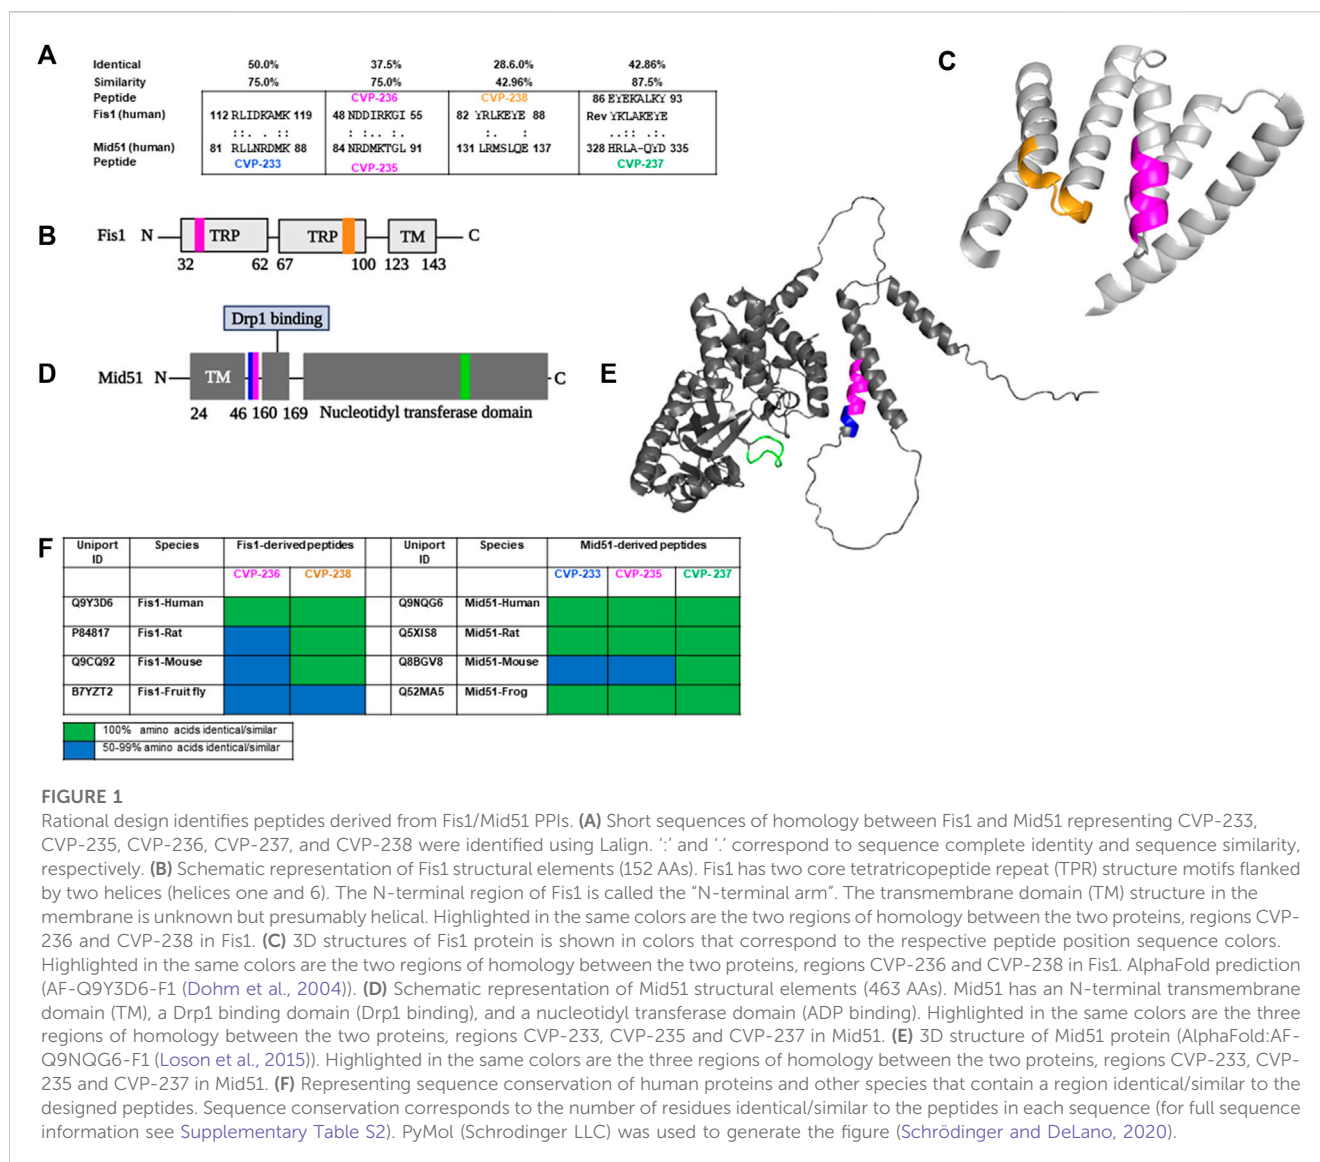 A
Identical 50.0% 37.5% 28.6.0% 42.86%
Similarity 75.0% 75.0% 42.96% 87.5%
Peptide CVP-236 CVP-238 86 EYEKALKY 93
Fis1 (human) 112 RLIDKAMK 119 48 NDDIRKGI 55 82 YRLKEYE 88 Rev YKLAKEYE
::. . :: : :.. :. :. : ..:: .:.
Mid51 (human) 81 RLLNRDMK 88 84 NRDMKTGL 91 131 LRMSLQE 137 328 HRLA-QYD 335
Peptide CVP-233 CVP-235 CVP-237
B
Fis1 N TRP TRP TM C
32 62 67 100 123 143
C
Drp1 binding
D
Mid51 N TM C
24 46 160 169 Nucleotidyl transferase domain
E
F
Uniport ID Species Fis1-derived peptides Uniport ID Species Mid51-derived peptides
CVP-236 CVP-238 CVP-233 CVP-235 CVP-237
Q9Y3D6 Fis1-Human Q9NQG6 Mid51-Human
P84817 Fis1-Rat Q5XIS8 Mid51-Rat
Q9CQ92 Fis1-Mouse Q8BGV8 Mid51-Mouse
B7YZT2 Fis1-Fruit fly Q52MA5 Mid51-Frog
100% amino acids identical/similar
50-99% amino acids identical/similar
FIGURE 1
Rational design identifies peptides derived from Fis1/Mid51 PPIs. (A) Short sequences of homology between Fis1 and Mid51 representing CVP-233,
CVP-235, CVP-236, CVP-237, and CVP-238 were identified using Lalign. ‘:’ and ‘.’ correspond to sequence complete identity and sequence similarity,
respectively. (B) Schematic representation of Fis1 structural elements (152 AAs). Fis1 has two core tetratricopeptide repeat (TPR) structure motifs flanked
by two helices (helices one and 6). The N-terminal region of Fis1 is called the “N-terminal arm”. The transmembrane domain (TM) structure in the
membrane is unknown but presumably helical. Highlighted in the same colors are the two regions of homology between the two proteins, regions CVP-
236 and CVP-238 in Fis1. (C) 3D structures of Fis1 protein is shown in colors that correspond to the respective peptide position sequence colors.
Highlighted in the same colors are the two regions of homology between the two proteins, regions CVP-236 and CVP-238 in Fis1. AlphaFold prediction
(AF-Q9Y3D6-F1 (Dohm et al., 2004)). (D) Schematic representation of Mid51 structural elements (463 AAs). Mid51 has an N-terminal transmembrane
domain (TM), a Drp1 binding domain (Drp1 binding), and a nucleotidyl transferase domain (ADP binding). Highlighted in the same colors are the three
regions of homology between the two proteins, regions CVP-233, CVP-235 and CVP-237 in Mid51. (E) 3D structure of Mid51 protein (AlphaFold:AF-
Q9NQG6-F1 (Loson et al., 2015)). Highlighted in the same colors are the three regions of homology between the two proteins, regions CVP-233, CVP-
235 and CVP-237 in Mid51. (F) Representing sequence conservation of human proteins and other species that contain a region identical/similar to the
designed peptides. Sequence conservation corresponds to the number of residues identical/similar to the peptides in each sequence (for full sequence
information see Supplementary Table S2). PyMol (Schrodinger LLC) was used to generate the figure (Schrödinger and DeLano, 2020).